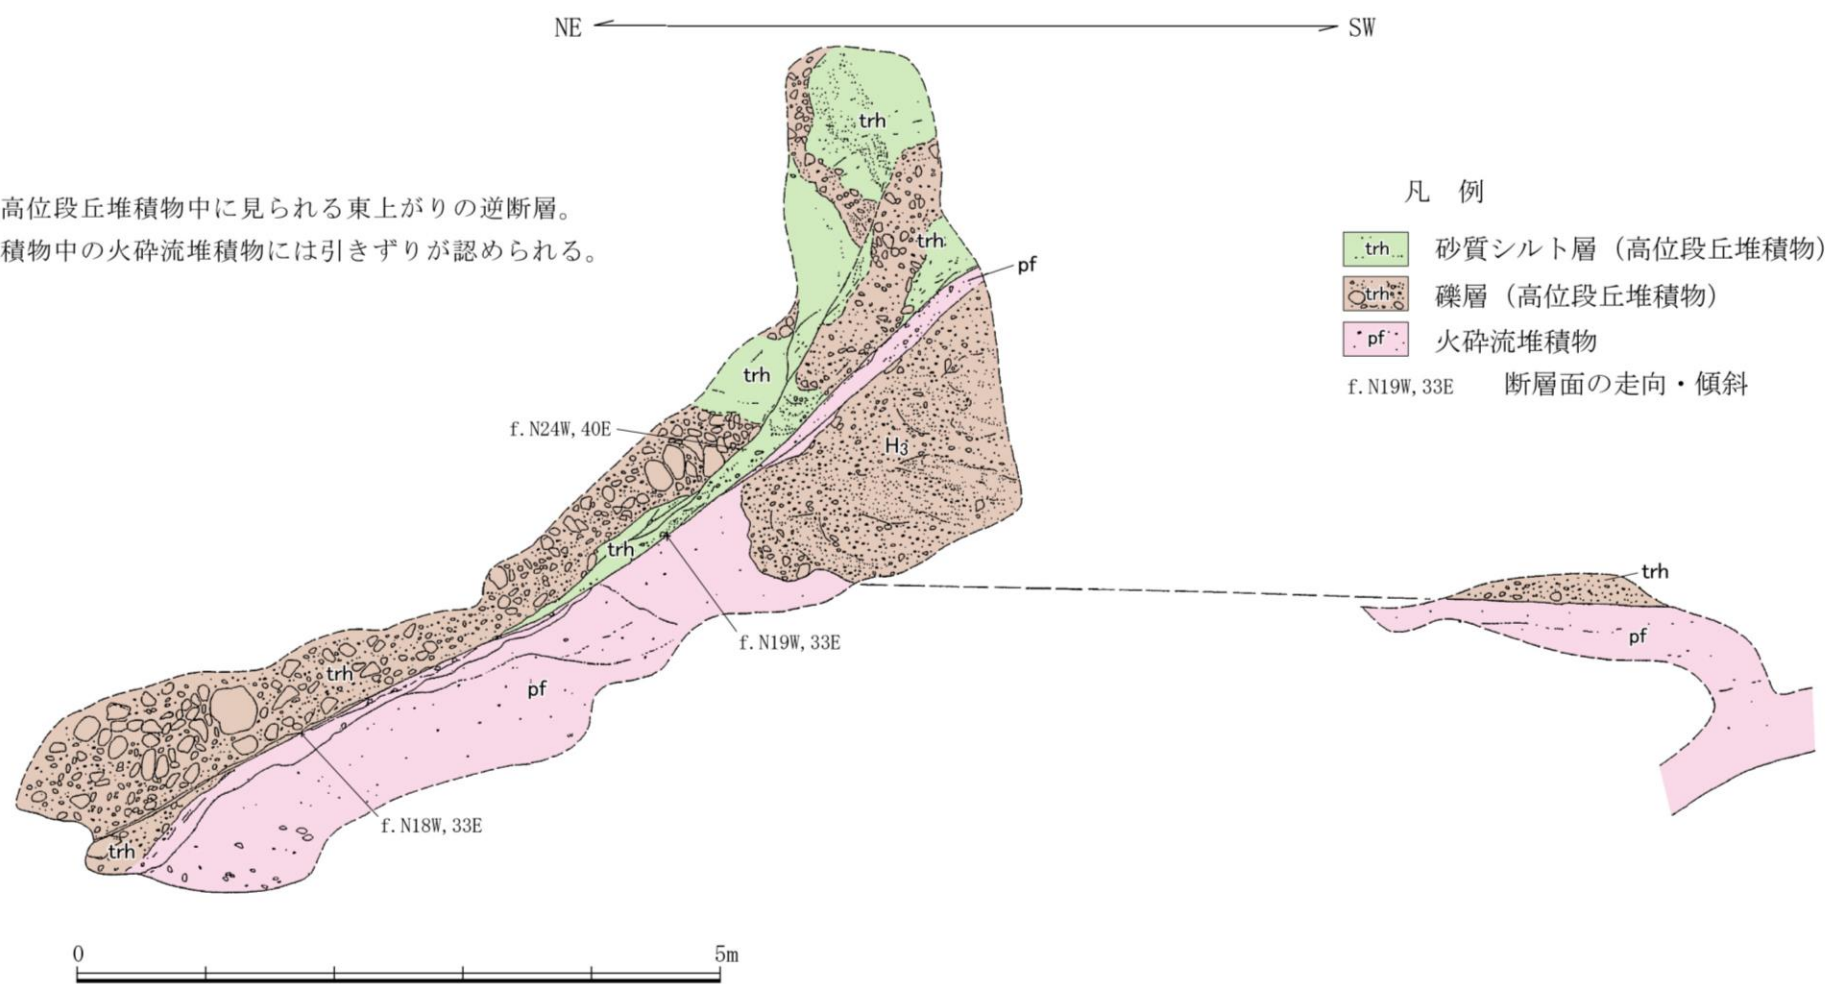 NE SW
高位段丘堆積物中に見られる東上がりの逆断層。
積物中の火砕流堆積物には引きずりが認められる。
trh
trh
pf
trh
f.N24W,40E
H3
trh
f.N19W,33E
trh
pf
f.N18W,33E
trh
trh
pf
凡 例
trh 砂質シルト層（高位段丘堆積物）
trh 礫層（高位段丘堆積物）
pf 火砕流堆積物
f.N19W,33E 断層面の走向・傾斜
0 5m